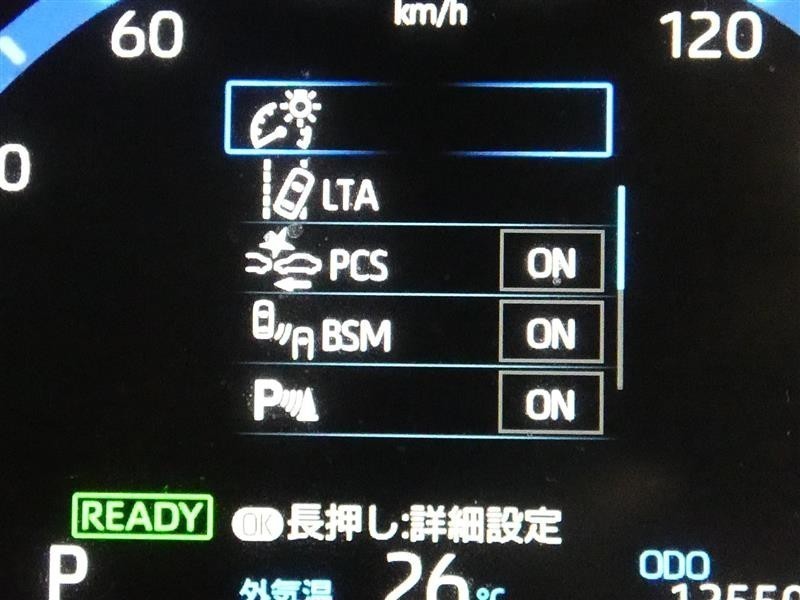 km/h
60
120
0
LTA
PCS ON
BSM ON
P ON
READY OK 長押し:詳細設定
P 外気温 26℃ ODO